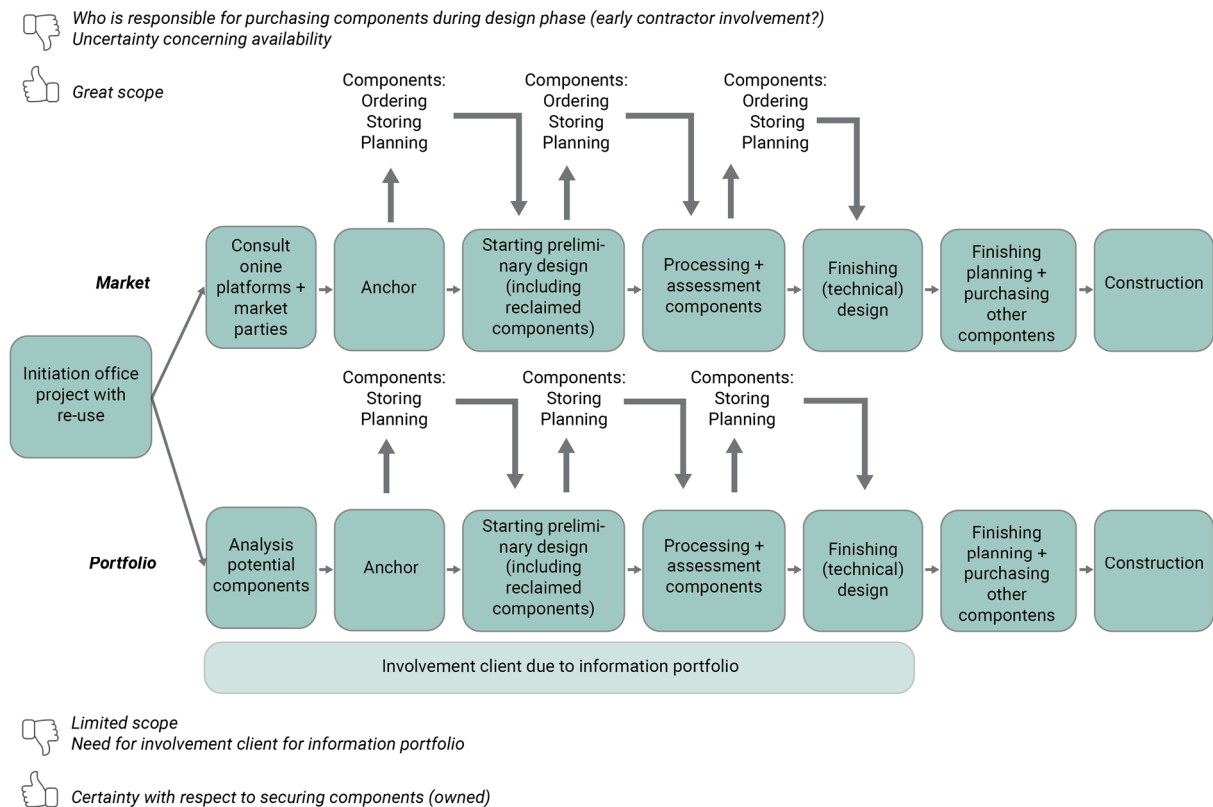 Who is responsible for purchasing components during design phase (early contractor involvement?)
Uncertainty concerning availability
Great scope
Components:
Ordering
Storing
Planning
Components:
Ordering
Storing
Planning
Components:
Ordering
Storing
Planning
Market
Consult
onine
platforms +
market
parties
Anchor
Starting prelimi-
nary design
(including
reclaimed
components)
Processing +
assessment
components
Finishing
(technical)
design
Finishing
planning +
purchasing
other
compontens
Construction
Initiation office
project with
re-use
Components:
Storing
Planning
Components:
Storing
Planning
Components:
Storing
Planning
Portfolio
Analysis
potential
components
Anchor
Starting prelimi-
nary design
(including
reclaimed
components)
Processing +
assessment
components
Finishing
(technical)
design
Finishing
planning +
purchasing
other
compontens
Construction
Involvement client due to information portfolio
Limited scope
Need for involvement client for information portfolio
Certainty with respect to securing components (owned)